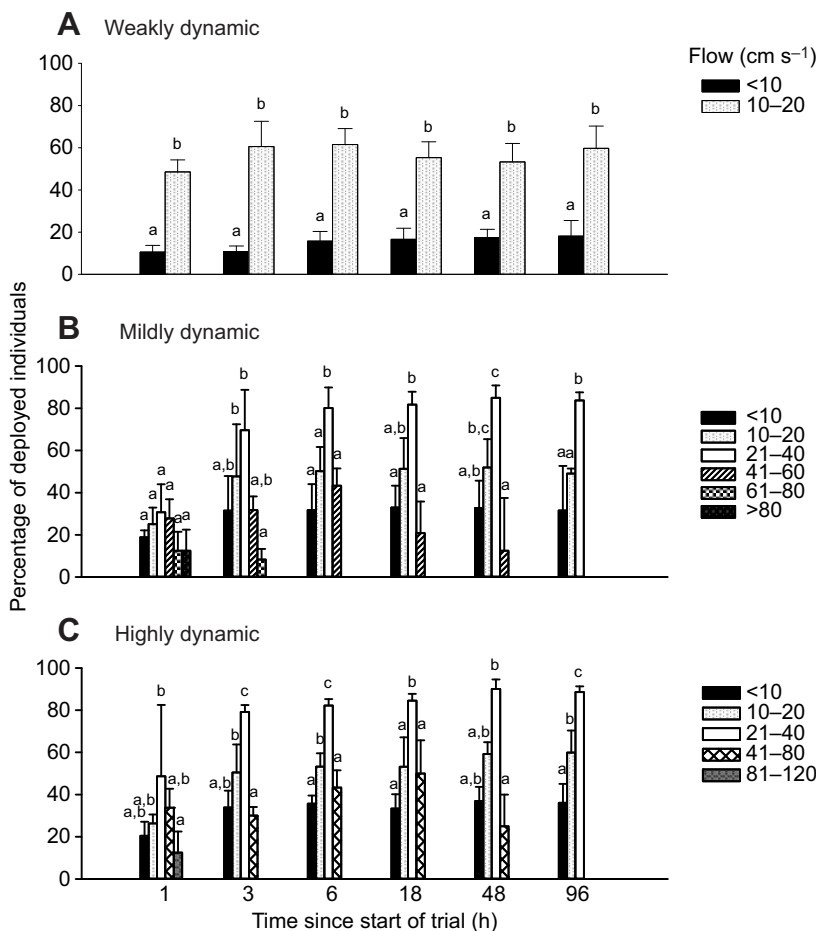 A Weakly dynamic
Flow (cm s–1)
<10
10–20
100
80
60
40
20
0
a b a b a b a b a b a b
B Mildly dynamic
<10
10–20
21–40
41–60
61–80
>80
100
80
60
40
20
0
a a a a a a
a,b b b a,b a
a a b a
a a,b b a
a,b b,c c a
a a b
C Highly dynamic
<10
10–20
21–40
41–80
81–120
100
80
60
40
20
0
a,b a,b b a,b a
a,b b c a
a b c a
a a b a
a,b a,b b a
a b c
1 3 6 18 48 96
Time since start of trial (h)
Percentage of deployed individuals